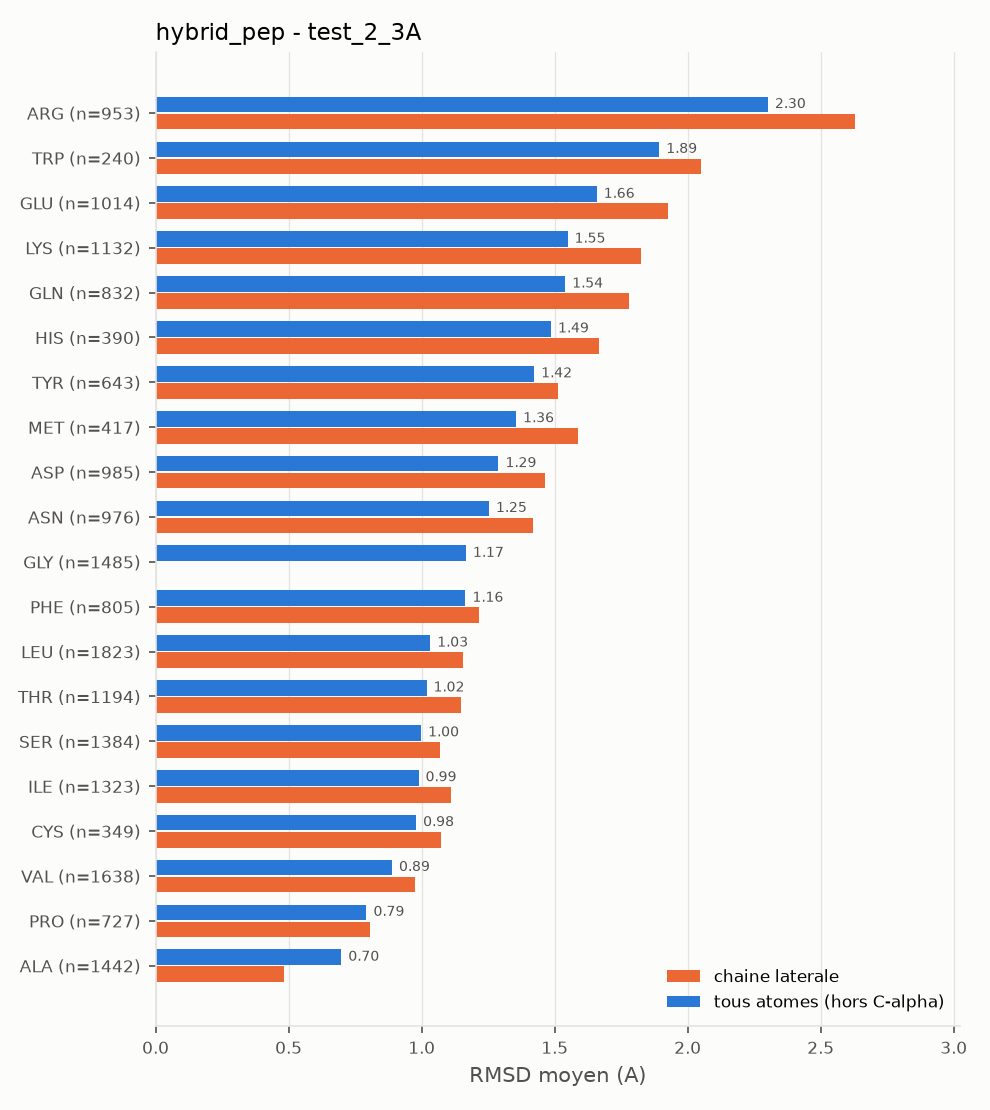 hybrid_pep - test_2_3A
ARG (n=953) 2.30
TRP (n=240) 1.89
GLU (n=1014) 1.66
LYS (n=1132) 1.55
GLN (n=832) 1.54
HIS (n=390) 1.49
TYR (n=643) 1.42
MET (n=417) 1.36
ASP (n=985) 1.29
ASN (n=976) 1.25
GLY (n=1485) 1.17
PHE (n=805) 1.16
LEU (n=1823) 1.03
THR (n=1194) 1.02
SER (n=1384) 1.00
ILE (n=1323) 0.99
CYS (n=349) 0.98
VAL (n=1638) 0.89
PRO (n=727) 0.79
ALA (n=1442) 0.70
chaine laterale
tous atomes (hors C-alpha)
0.0 0.5 1.0 1.5 2.0 2.5 3.0
RMSD moyen (A)